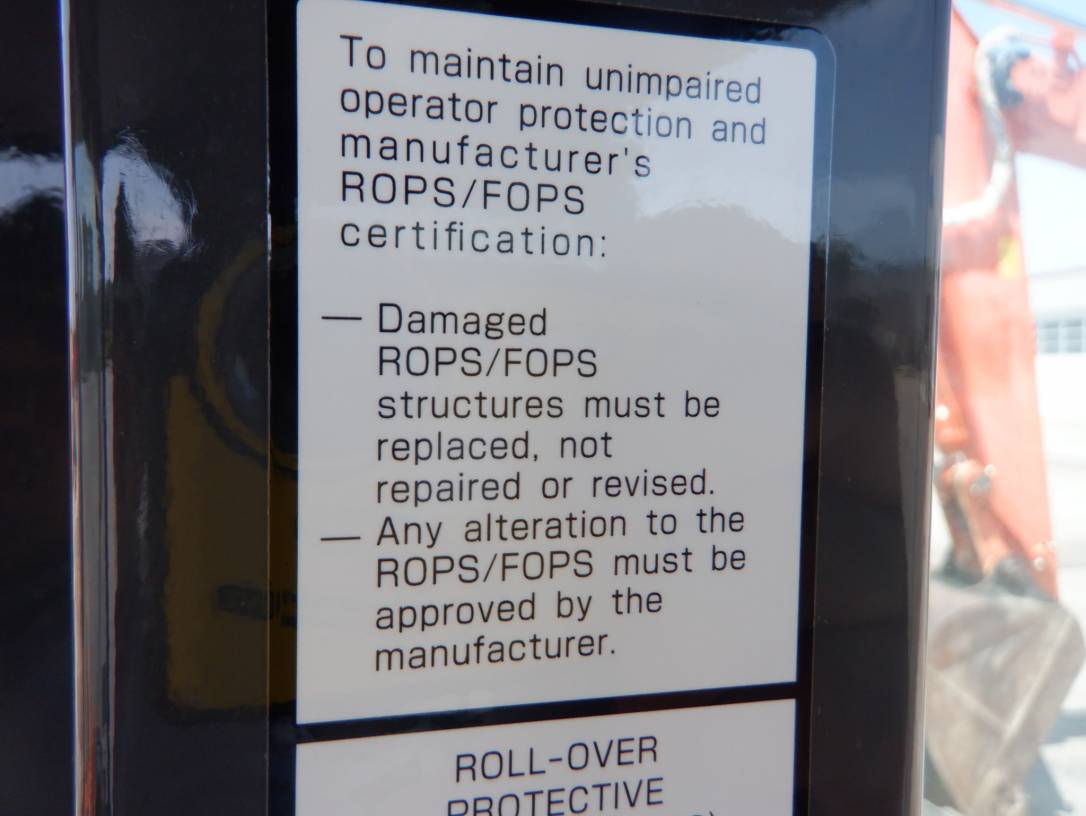 To maintain unimpaired
operator protection and
manufacturer's
ROPS/FOPS
certification:
— Damaged
ROPS/FOPS
structures must be
replaced, not
repaired or revised.
— Any alteration to the
ROPS/FOPS must be
approved by the
manufacturer.
ROLL-OVER
PROTECTIVE